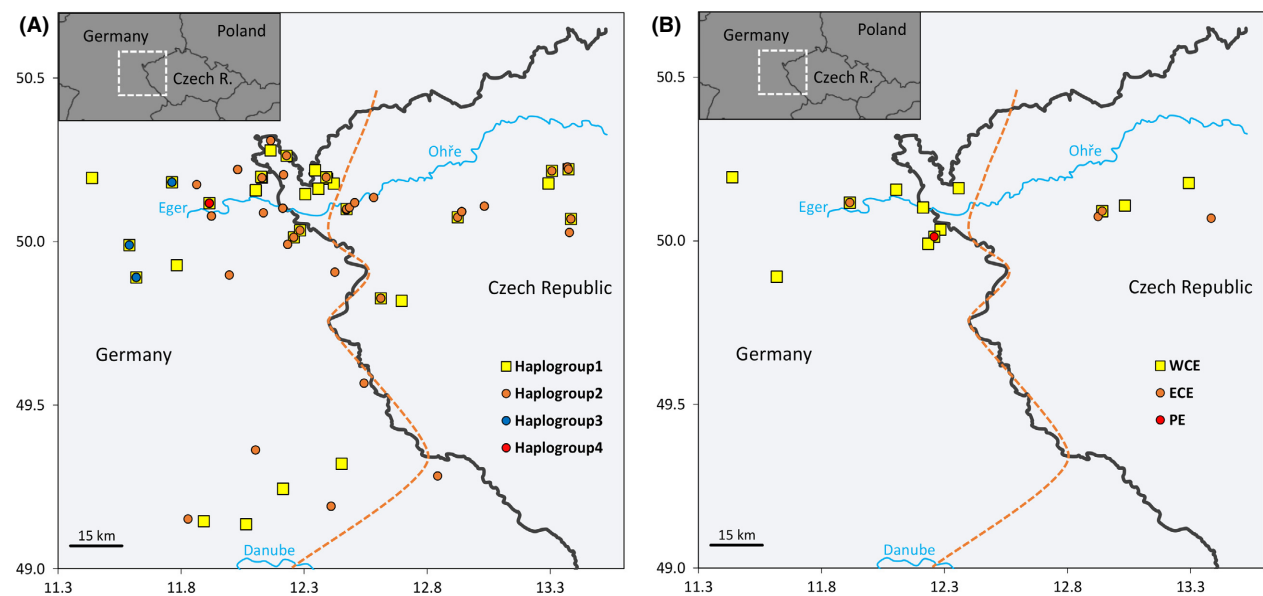 (A)
Germany
Poland
Czech R.
50.5
50.0
49.5
49.0
Ohře
Eger
Czech Republic
Germany
Haplogroup1
Haplogroup2
Haplogroup3
Haplogroup4
15 km
Danube
11.3 11.8 12.3 12.8 13.3
(B)
Germany
Poland
Czech R.
50.5
50.0
49.5
49.0
Ohře
Eger
Czech Republic
Germany
WCE
ECE
PE
15 km
Danube
11.3 11.8 12.3 12.8 13.3